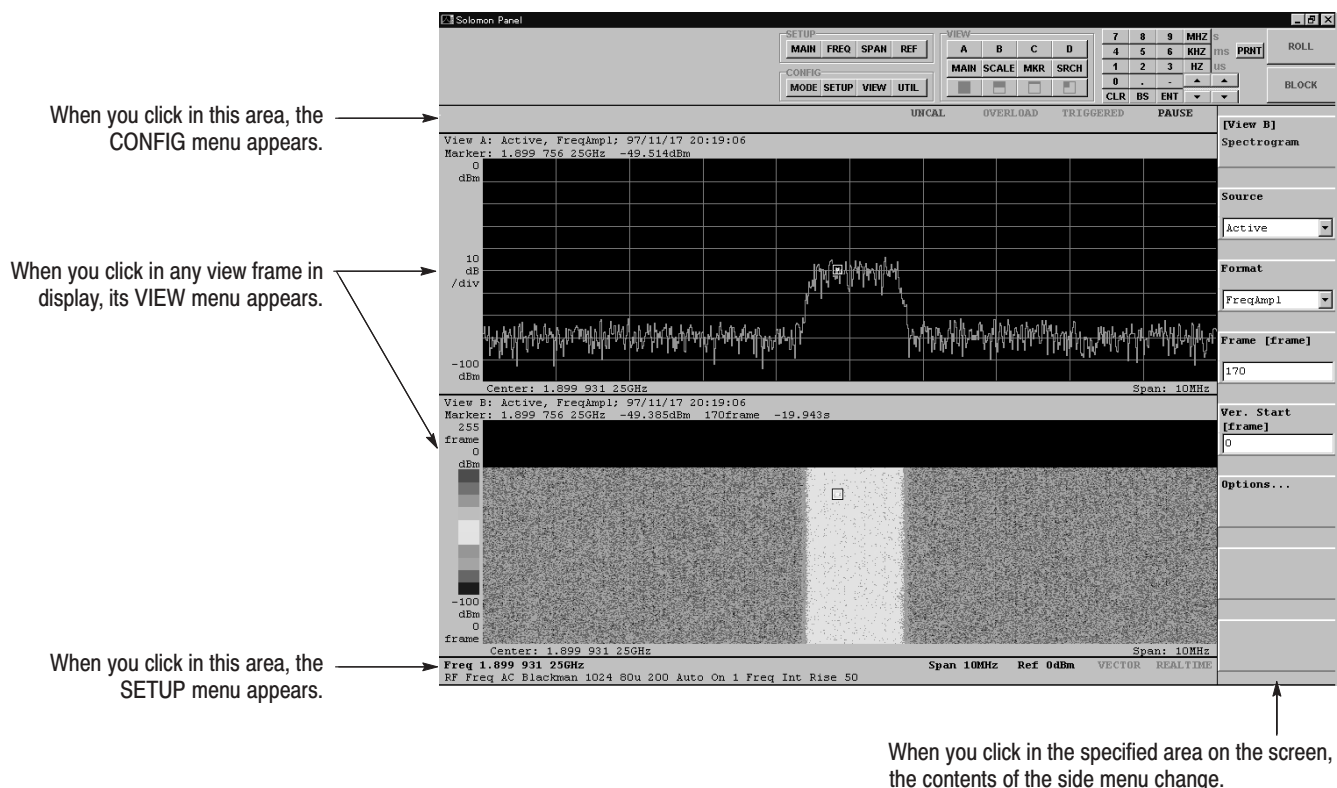 Solomon Panel
SETUP
MAIN FREQ SPAN REF
CONFIG
MODE SETUP VIEW UTIL
VIEW
A B C D
MAIN SCALE MKR SRCH
7 8 9 MHZ s
4 5 6 KHZ ms PRNT
1 2 3 HZ us
0 . -
CLR BS ENT
ROLL
BLOCK
When you click in this area, the
CONFIG menu appears.
UNCAL OVERLOAD TRIGGERED PAUSE
View A: Active, FreqAmpl; 97/11/17 20:19:06
Marker: 1.899 756 25GHz -49.514dBm
0
dBm
10
dB
/div
-100
dBm
Center: 1.899 931 25GHz Span: 10MHz
When you click in any view frame in
display, its VIEW menu appears.
View B: Active, FreqAmpl; 97/11/17 20:19:06
Marker: 1.899 756 25GHz -49.385dBm 170frame -19.943s
255
frame
0
dBm
-100
dBm
0
frame
Center: 1.899 931 25GHz Span: 10MHz
When you click in this area, the
SETUP menu appears.
Freq 1.899 931 25GHz Span 10MHz Ref 0dBm VECTOR REALTIME
RF Freq AC Blackman 1024 80u 200 Auto On 1 Freq Int Rise 50
[View B]
Spectrogram
Source
Active
Format
FreqAmpl
Frame [frame]
170
Ver. Start
[frame]
0
Options...
When you click in the specified area on the screen,
the contents of the side menu change.